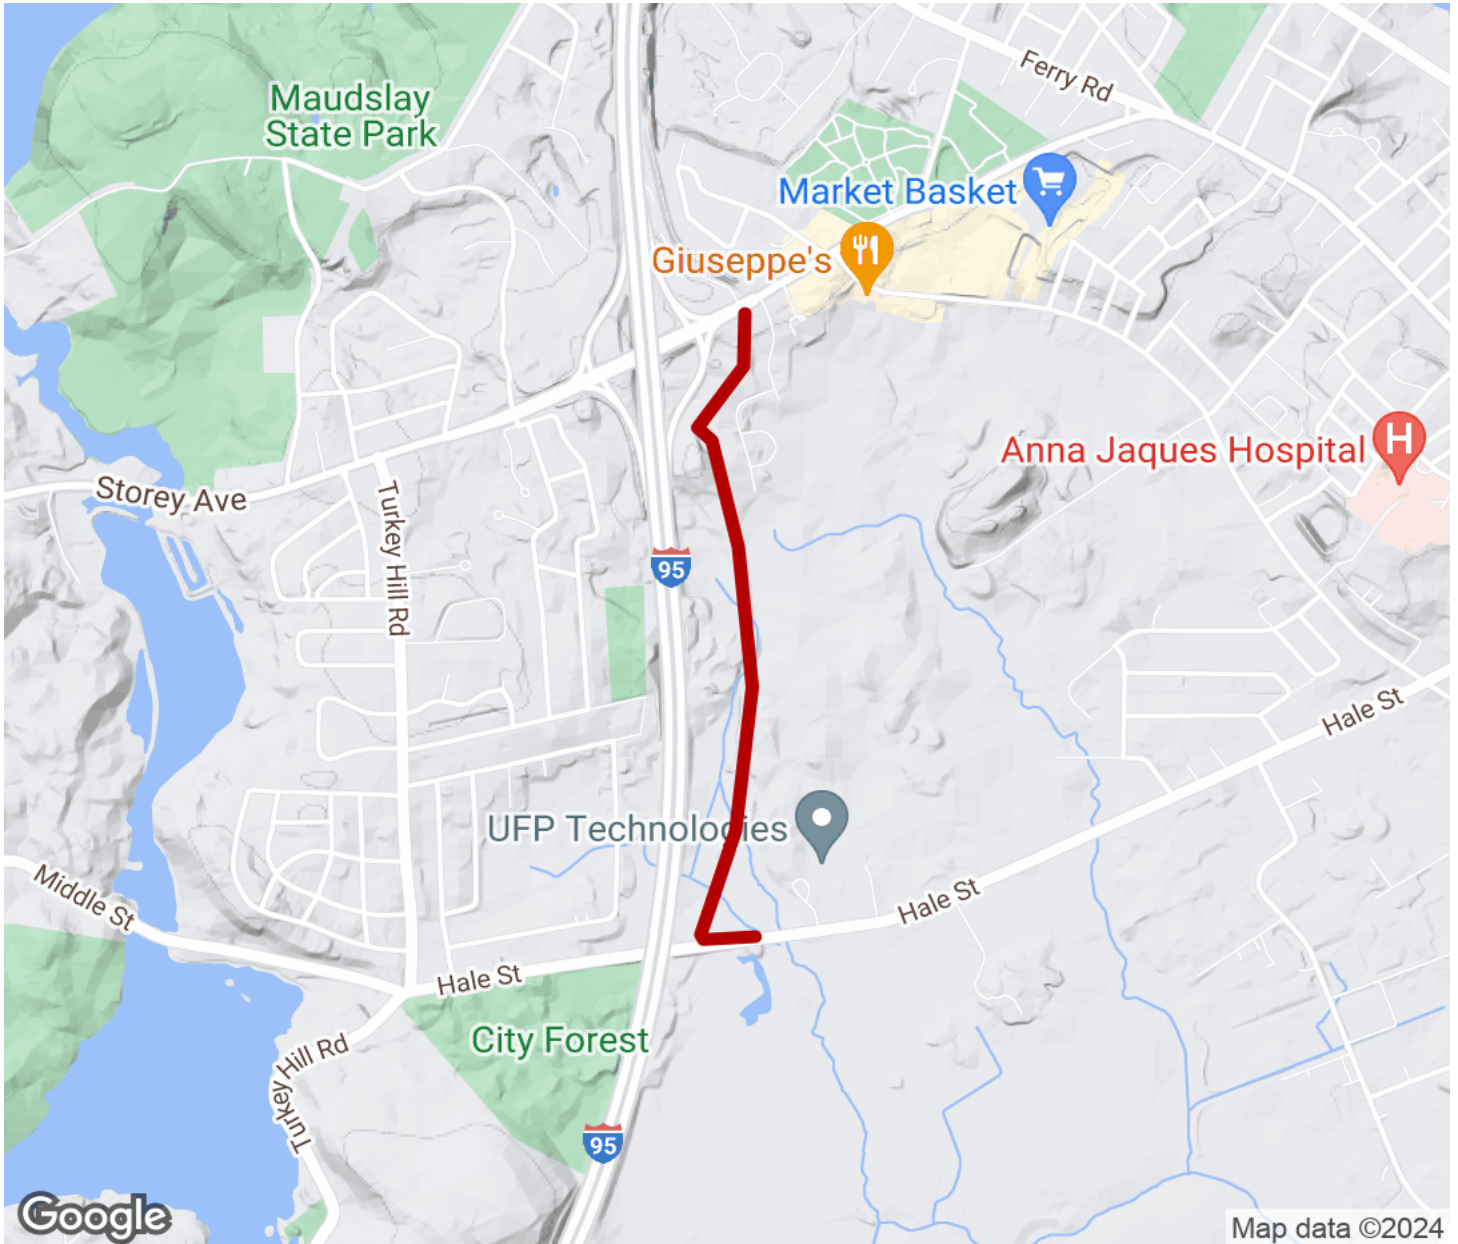 Ferry Rd
Maudslay
State Park
Market Basket
Giuseppe's
Anna Jaques Hospital
H
Storey Ave
Turkey Hill Rd
95
Hale St
UFP Technologies
Middle St
Hale St
Hale St
City Forest
Turkey Hill Rd
95
Google
Map data ©2024